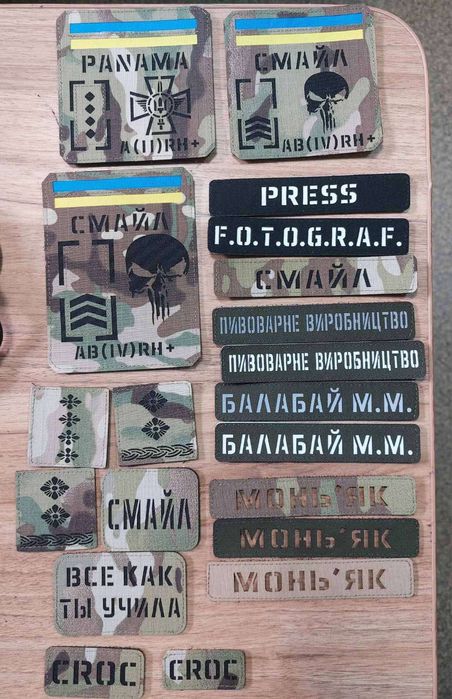 PANAMA
A(II)RH+
СМАЙЛ
AB(IV)RH+
СМАЙЛ
AB(IV)RH+
PRESS
F.O.T.O.G.R.A.F.
СМАЙЛ
ПИВОВАРНЕ ВИРОБНИЦТВО
ПИВОВАРНЕ ВИРОБНИЦТВО
БАЛАБАЙ М.М.
БАЛАБАЙ М.М.
СМАЙЛ
МОНЬ'ЯК
МОНЬ'ЯК
МОНЬ'ЯК
ВСЕ КАК
ТЫ УЧИЛА
CROC
CROC